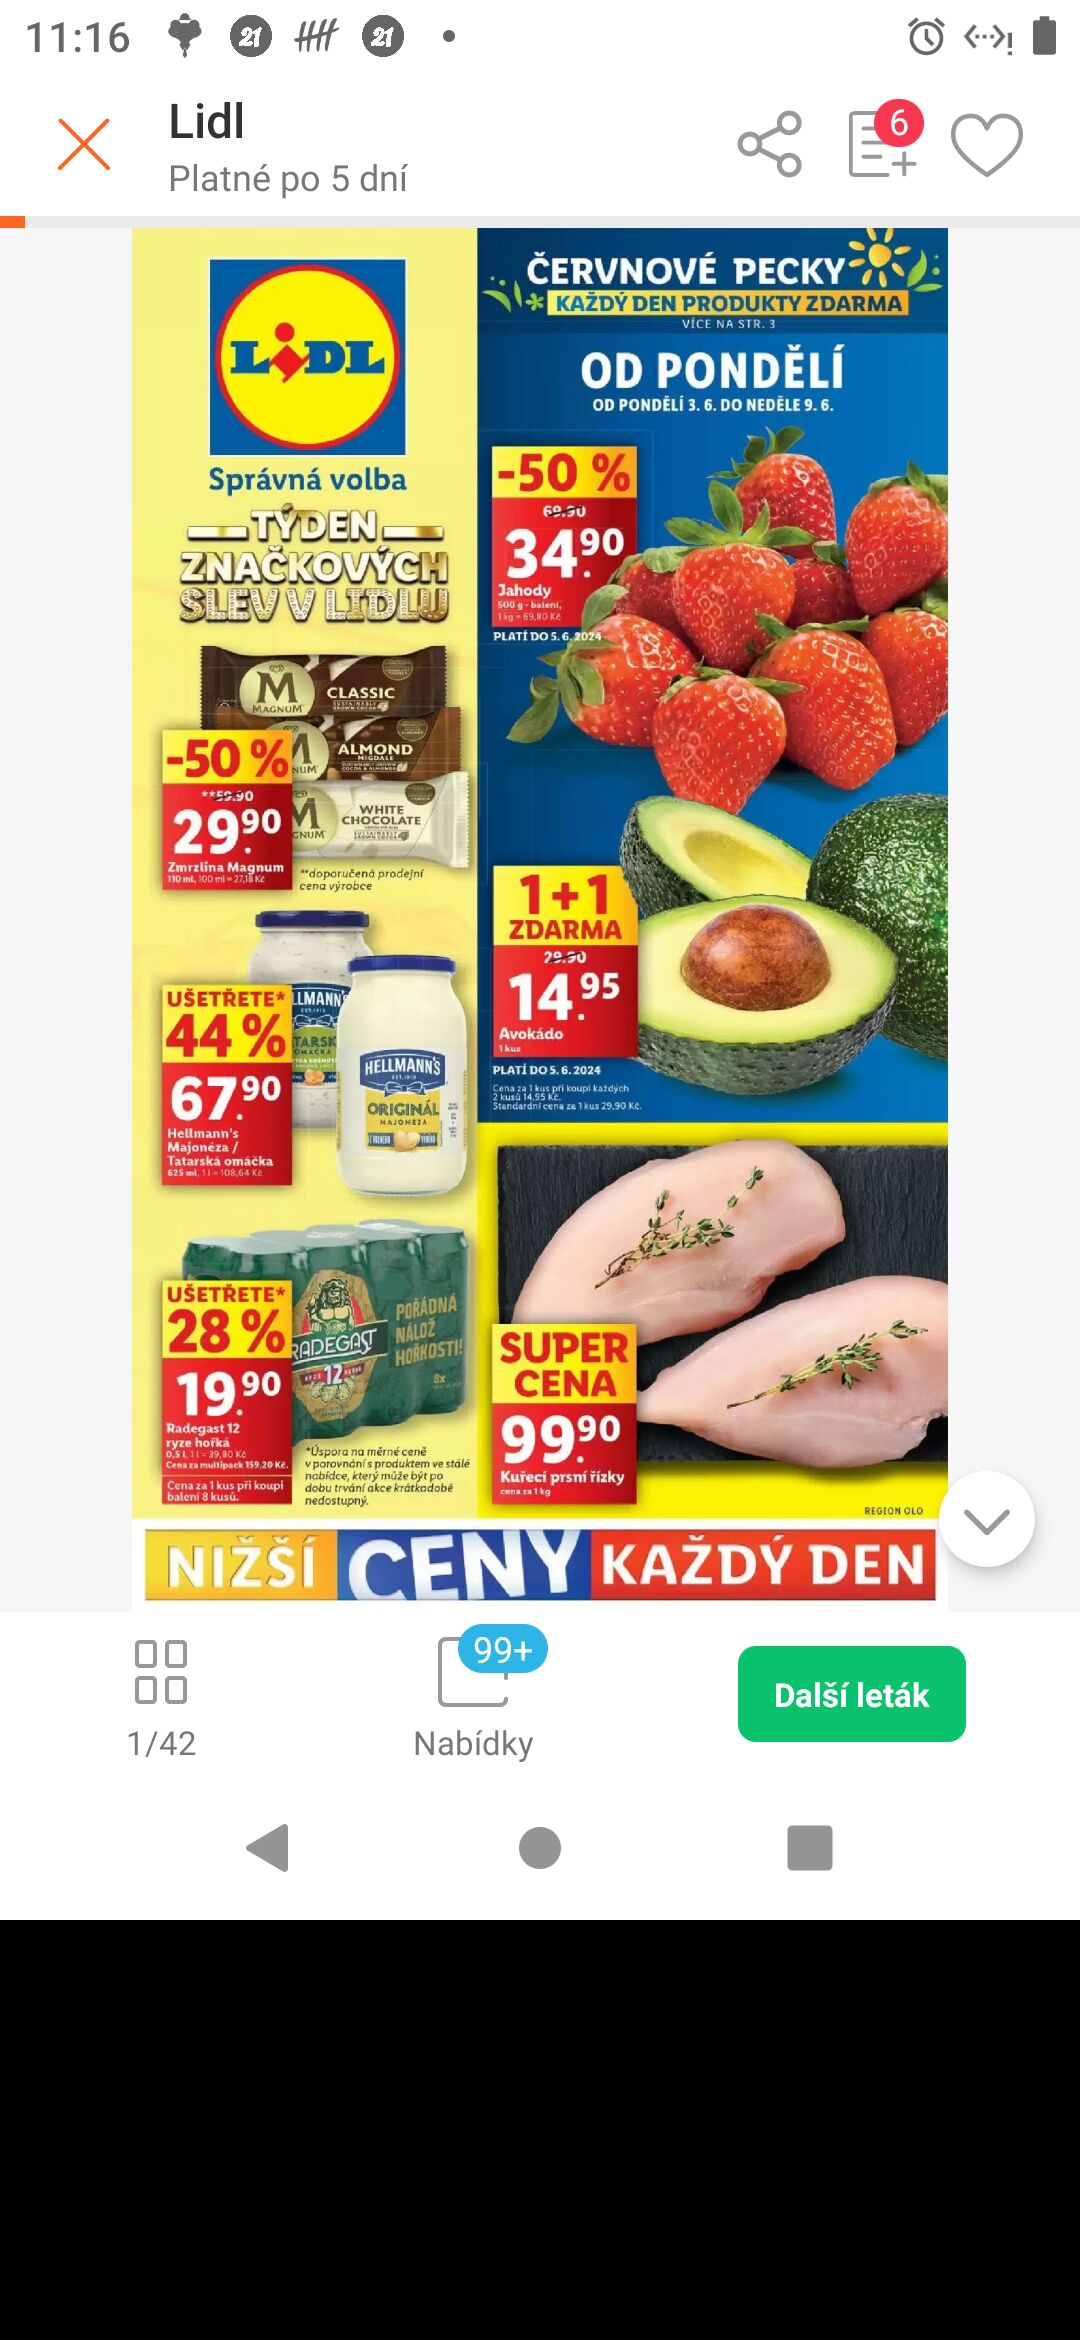 11:16
21
21
Lidl
Platné po 5 dní
6
LIDL
Správná volba
TÝDEN
ZNAČKOVÝCH
SLEV V LIDLU
M
MAGNUM
CLASSIC
SUSTAINABLY
GROWN COCOA
ALMOND
MIGDALE
WHITE
CHOCOLATE
-50 %
**59.90
29.90
Zmrzlina Magnum
110 ml, 100 ml = 27,18 Kč
**doporučená prodejní
cena výrobce
UŠETŘETE*
44 %
67.90
Hellmann's
Majonéza /
Tatarská omáčka
625 ml, 1 l = 108,64 Kč
HELLMANN'S
EST. 1913
ORIGINÁL
MAJONÉZA
UŠETŘETE*
28 %
19.90
Radegast 12
ryze hořká
0,5 l, 1 l = 39,80 Kč
Cena za multipack 159,20 Kč.
Cena za 1 kus při koupi
balení 8 kusů.
RADEGAST
RYZE 12 HOŘKÁ
POŘÁDNÁ
NÁLOŽ
HOŘKOSTI!
8x
*Úspora na měrné ceně
v porovnání s produktem ve stálé
nabídce, který může být po
dobu trvání akce krátkodobě
nedostupný.
ČERVNOVÉ PECKY
KAŽDÝ DEN PRODUKTY ZDARMA
VÍCE NA STR. 3
OD PONDĚLÍ
OD PONDĚLÍ 3. 6. DO NEDĚLE 9. 6.
-50 %
69.90
34.90
Jahody
500 g - balení,
1 kg = 69,80 Kč
PLATÍ DO 5. 6. 2024
1+1
ZDARMA
29.90
14.95
Avokádo
1 kus
PLATÍ DO 5. 6. 2024
Cena za 1 kus při koupi každých
2 kusů 14,95 Kč.
Standardní cena za 1 kus 29,90 Kč.
SUPER
CENA
99.90
Kuřecí prsní řízky
cena za 1 kg
REGION OLO
NIŽŠÍ CENY KAŽDÝ DEN
1/42
99+
Nabídky
Další leták